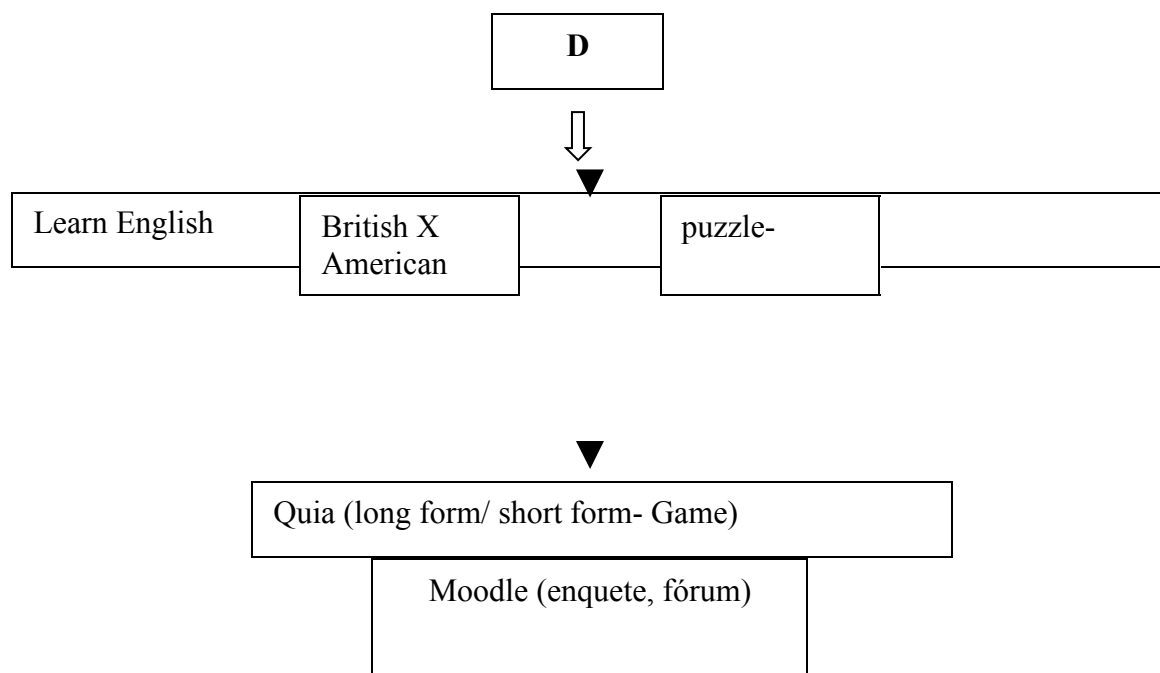 D
Learn English
British X
American
puzzle-
Quia (long form/ short form- Game)
Moodle (enquete, fórum)